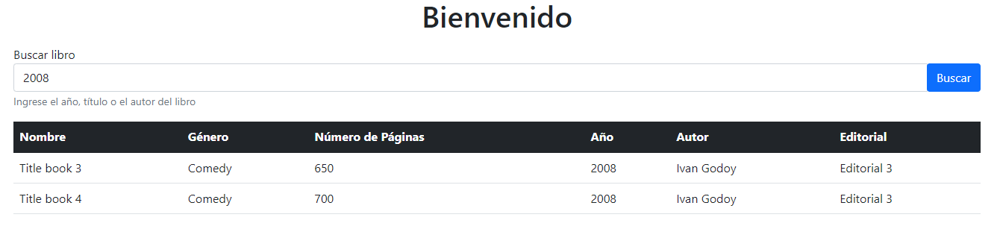 Bienvenido
Buscar libro
2008 Buscar
Ingrese el año, título o el autor del libro
Nombre Género Número de Páginas Año Autor Editorial
Title book 3 Comedy 650 2008 Ivan Godoy Editorial 3
Title book 4 Comedy 700 2008 Ivan Godoy Editorial 3